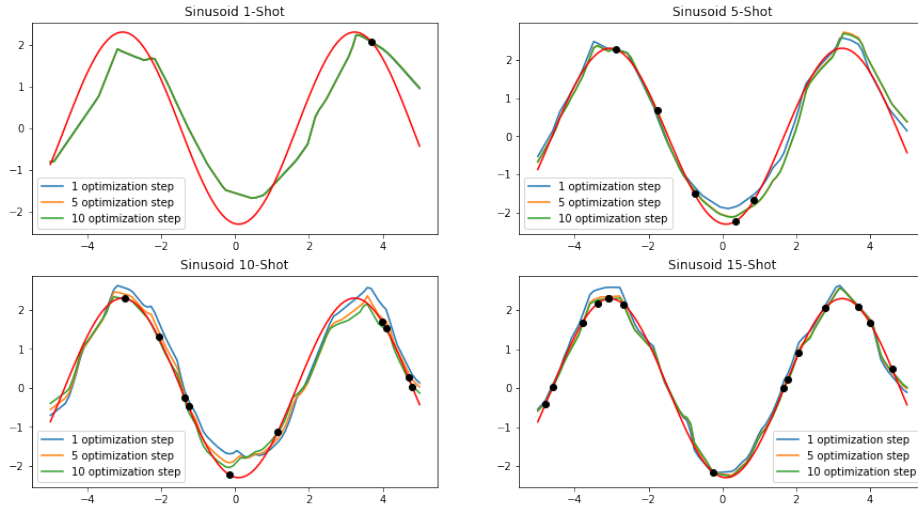 Sinusoid 1-Shot
2
1
0
−1
−2
1 optimization step
5 optimization step
10 optimization step
−4
−2
0
2
4
Sinusoid 5-Shot
2
1
0
−1
−2
1 optimization step
5 optimization step
10 optimization step
−4
−2
0
2
4
Sinusoid 10-Shot
2
1
0
−1
−2
1 optimization step
5 optimization step
10 optimization step
−4
−2
0
2
4
Sinusoid 15-Shot
2
1
0
−1
−2
1 optimization step
5 optimization step
10 optimization step
−4
−2
0
2
4